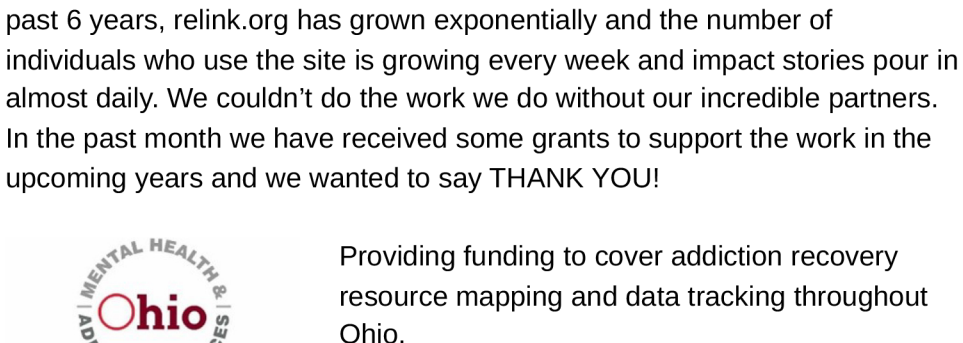 past 6 years, relink.org has grown exponentially and the number of
individuals who use the site is growing every week and impact stories pour in
almost daily. We couldn’t do the work we do without our incredible partners.
In the past month we have received some grants to support the work in the
upcoming years and we wanted to say THANK YOU!
MENTAL HEALTH &
Ohio
Providing funding to cover addiction recovery
resource mapping and data tracking throughout
Ohio.